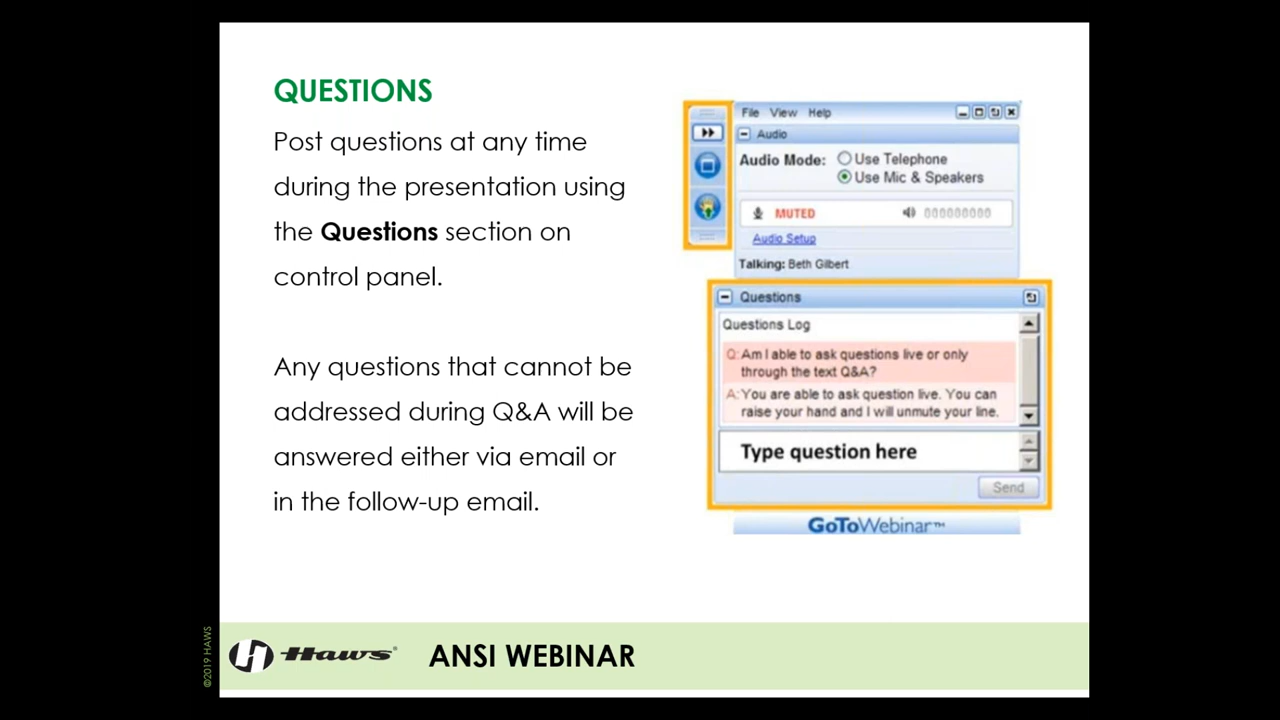 QUESTIONS
Post questions at any time
during the presentation using
the Questions section on
control panel.
Any questions that cannot be
addressed during Q&A will be
answered either via email or
in the follow-up email.
File View Help
Audio
Audio Mode: Use Telephone
Use Mic & Speakers
MUTED 000000000
Audio Setup
Talking: Beth Gilbert
Questions
Questions Log
Q: Am I able to ask questions live or only
through the text Q&A?
A: You are able to ask question live. You can
raise your hand and I will unmute your line.
Type question here
Send
GoToWebinar™
©2019 HAWS
Haws® ANSI WEBINAR